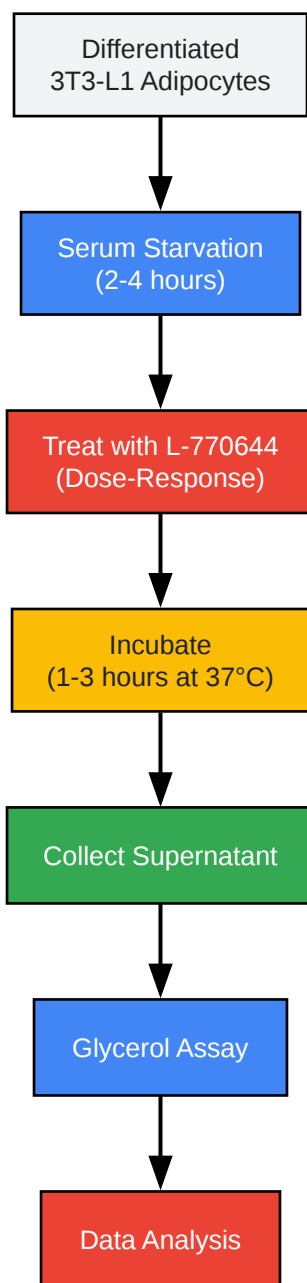 Differentiated
3T3-L1 Adipocytes
Serum Starvation
(2-4 hours)
Treat with L-770644
(Dose-Response)
Incubate
(1-3 hours at 37°C)
Collect Supernatant
Glycerol Assay
Data Analysis